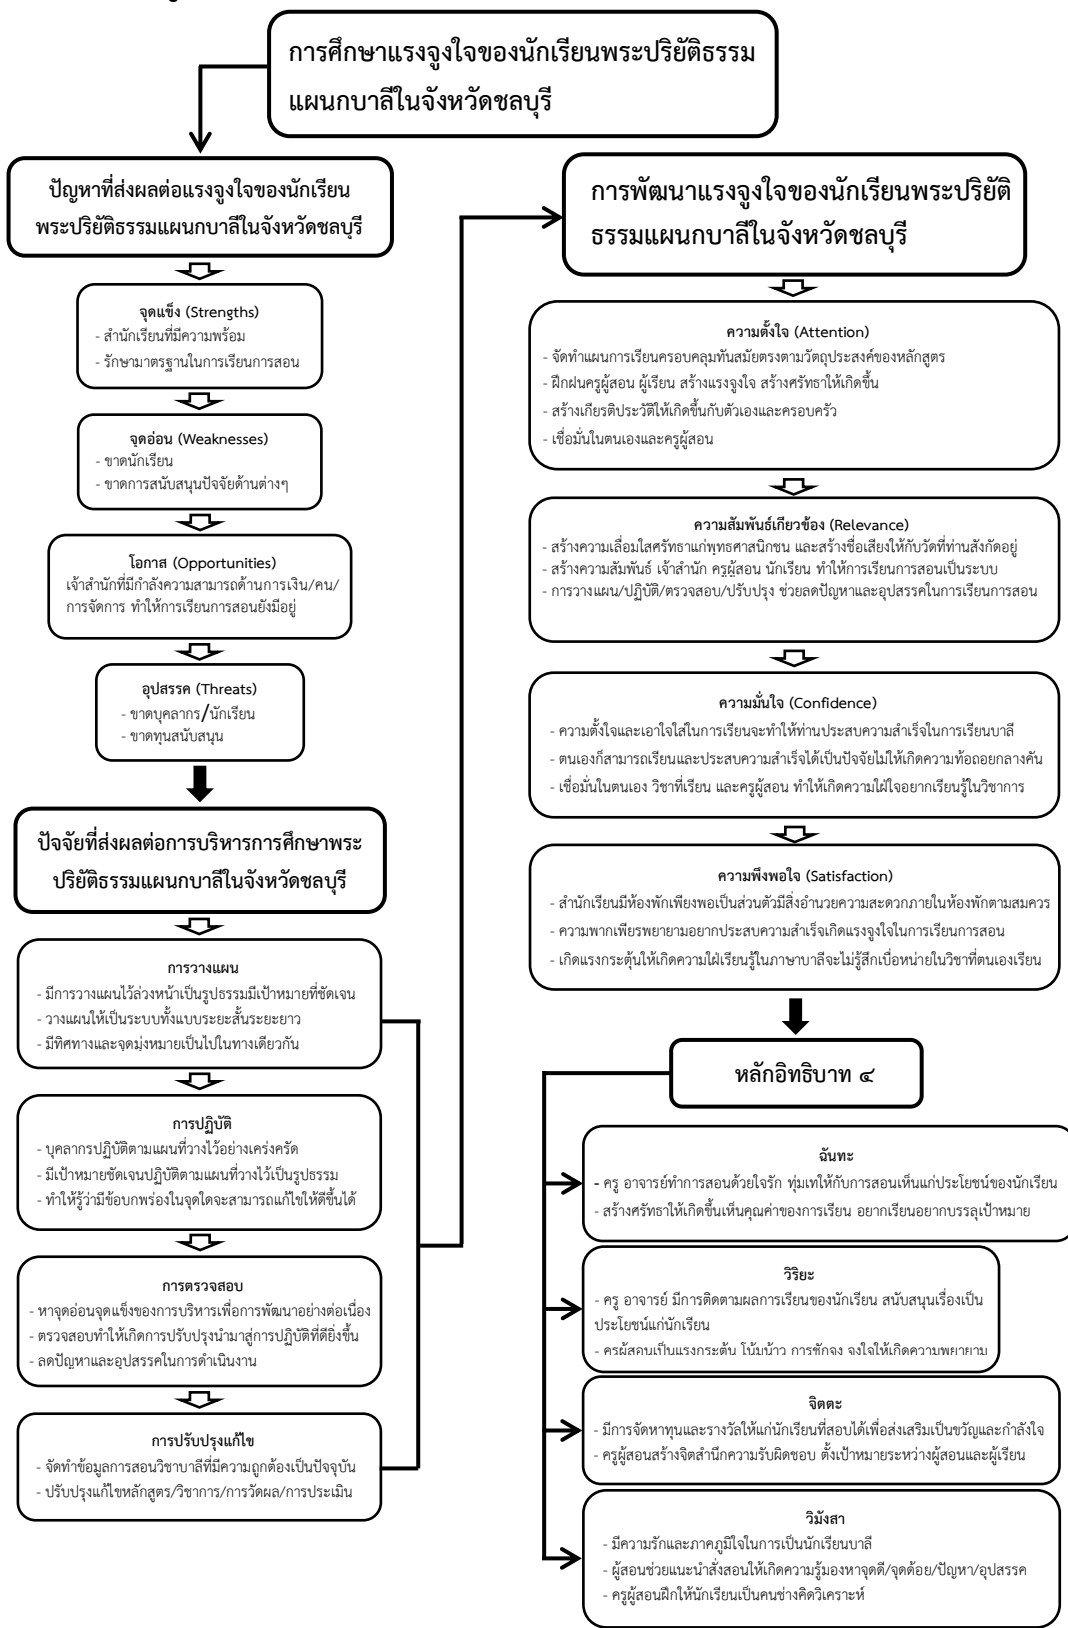 การศึกษาแรงจูงใจของนักเรียนพระปริยัติธรรม
แผนกบาลีในจังหวัดชลบุรี
ปัญหาที่ส่งผลต่อแรงจูงใจของนักเรียน
พระปริยัติธรรมแผนกบาลีในจังหวัดชลบุรี
จุดแข็ง (Strengths)
- สำนักเรียนที่มีความพร้อม
- รักษามาตรฐานในการเรียนการสอน
จุดอ่อน (Weaknesses)
- ขาดนักเรียน
- ขาดการสนับสนุนปัจจัยด้านต่างๆ
โอกาส (Opportunities)
เจ้าสำนักที่มีกำลังความสามารถด้านการเงิน/คน/
การจัดการ ทำให้การเรียนการสอนยังมีอยู่
อุปสรรค (Threats)
- ขาดบุคลากร/นักเรียน
- ขาดทุนสนับสนุน
ปัจจัยที่ส่งผลต่อการบริหารการศึกษาพระ
ปริยัติธรรมแผนกบาลีในจังหวัดชลบุรี
การวางแผน
- มีการวางแผนไว้ล่วงหน้าเป็นรูปธรรมมีเป้าหมายที่ชัดเจน
- วางแผนให้เป็นระบบทั้งแบบระยะสั้นระยะยาว
- มีทิศทางและจุดมุ่งหมายเป็นไปในทางเดียวกัน
การปฏิบัติ
- บุคลากรปฏิบัติตามแผนที่วางไว้อย่างเคร่งครัด
- มีเป้าหมายชัดเจนปฏิบัติตามแผนที่วางไว้เป็นรูปธรรม
- ทำให้รู้ว่ามีข้อบกพร่องในจุดใดจะสามารถแก้ไขให้ดีขึ้นได้
การตรวจสอบ
- หาจุดอ่อนจุดแข็งของการบริหารเพื่อการพัฒนาอย่างต่อเนื่อง
- ตรวจสอบทำให้เกิดการปรับปรุงนำมาสู่การปฏิบัติที่ดียิ่งขึ้น
- ลดปัญหาและอุปสรรคในการดำเนินงาน
การปรับปรุงแก้ไข
- จัดทำข้อมูลการสอนวิชาบาลีที่มีความถูกต้องเป็นปัจจุบัน
- ปรับปรุงแก้ไขหลักสูตร/วิชาการ/การวัดผล/การประเมิน
การพัฒนาแรงจูงใจของนักเรียนพระปริยัติ
ธรรมแผนกบาลีในจังหวัดชลบุรี
ความตั้งใจ (Attention)
- จัดทำแผนการเรียนครอบคลุมทันสมัยตรงตามวัตถุประสงค์ของหลักสูตร
- ฝึกฝนครูผู้สอน ผู้เรียน สร้างแรงจูงใจ สร้างศรัทธาให้เกิดขึ้น
- สร้างเกียรติประวัติให้เกิดขึ้นกับตัวเองและครอบครัว
- เชื่อมั่นในตนเองและครูผู้สอน
ความสัมพันธ์เกี่ยวข้อง (Relevance)
- สร้างความเลื่อมใสศรัทธาแก่พุทธศาสนิกชน และสร้างชื่อเสียงให้กับวัดที่ท่านสังกัดอยู่
- สร้างความสัมพันธ์ เจ้าสำนัก ครูผู้สอน นักเรียน ทำให้การเรียนการสอนเป็นระบบ
- การวางแผน/ปฏิบัติ/ตรวจสอบ/ปรับปรุง ช่วยลดปัญหาและอุปสรรคในการเรียนการสอน
ความมั่นใจ (Confidence)
- ความตั้งใจและเอาใจใส่ในการเรียนจะทำให้ท่านประสบความสำเร็จในการเรียนบาลี
- ตนเองก็สามารถเรียนและประสบความสำเร็จได้เป็นปัจจัยไม่ให้เกิดความท้อถอยกลางคัน
- เชื่อมั่นในตนเอง วิชาที่เรียน และครูผู้สอน ทำให้เกิดความใฝ่ใจอยากเรียนรู้ในวิชาการ
ความพึงพอใจ (Satisfaction)
- สำนักเรียนมีห้องพักเพียงพอเป็นส่วนตัวมีสิ่งอำนวยความสะดวกภายในห้องพักตามสมควร
- ความพากเพียรพยายามอยากประสบความสำเร็จเกิดแรงจูงใจในการเรียนการสอน
- เกิดแรงกระตุ้นให้เกิดความใฝ่เรียนรู้ในภาษาบาลีจะไม่รู้สึกเบื่อหน่ายในวิชาที่ตนเองเรียน
หลักอิทธิบาท ๔
ฉันทะ
- ครู อาจารย์ทำการสอนด้วยใจรัก ทุ่มเทให้กับการสอนเห็นแก่ประโยชน์ของนักเรียน
- สร้างศรัทธาให้เกิดขึ้นเห็นคุณค่าของการเรียน อยากเรียนอยากบรรลุเป้าหมาย
วิริยะ
- ครู อาจารย์ มีการติดตามผลการเรียนของนักเรียน สนับสนุนเรื่องเป็น
ประโยชน์แก่นักเรียน
- ครูผู้สอนเป็นแรงกระตุ้น โน้มน้าว การชักจูง จูงใจให้เกิดความพยายาม
จิตตะ
- มีการจัดหาทุนและรางวัลให้แก่นักเรียนที่สอบได้เพื่อส่งเสริมเป็นขวัญและกำลังใจ
- ครูผู้สอนสร้างจิตสำนึกความรับผิดชอบ ตั้งเป้าหมายระหว่างผู้สอนและผู้เรียน
วิมังสา
- มีความรักและภาคภูมิใจในการเป็นนักเรียนบาลี
- ผู้สอนช่วยแนะนำสั่งสอนให้เกิดความรู้มองหาจุดดี/จุดด้อย/ปัญหา/อุปสรรค
- ครูผู้สอนฝึกให้นักเรียนเป็นคนช่างคิดวิเคราะห์